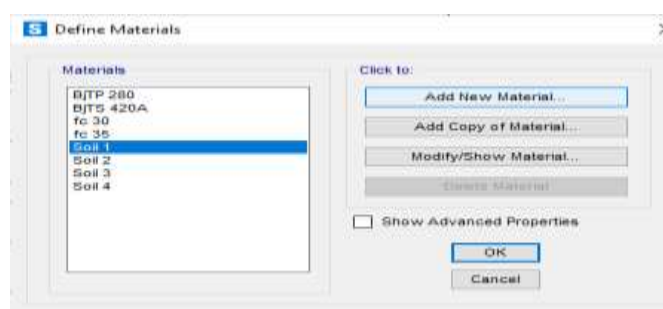 S Define Materials
Materials
BjTP 280
BjTS 420A
fc 30
fc 35
Soil 1
Soil 2
Soil 3
Soil 4
Click to:
Add New Material...
Add Copy of Material...
Modify/Show Material...
Delete Material
Show Advanced Properties
OK
Cancel